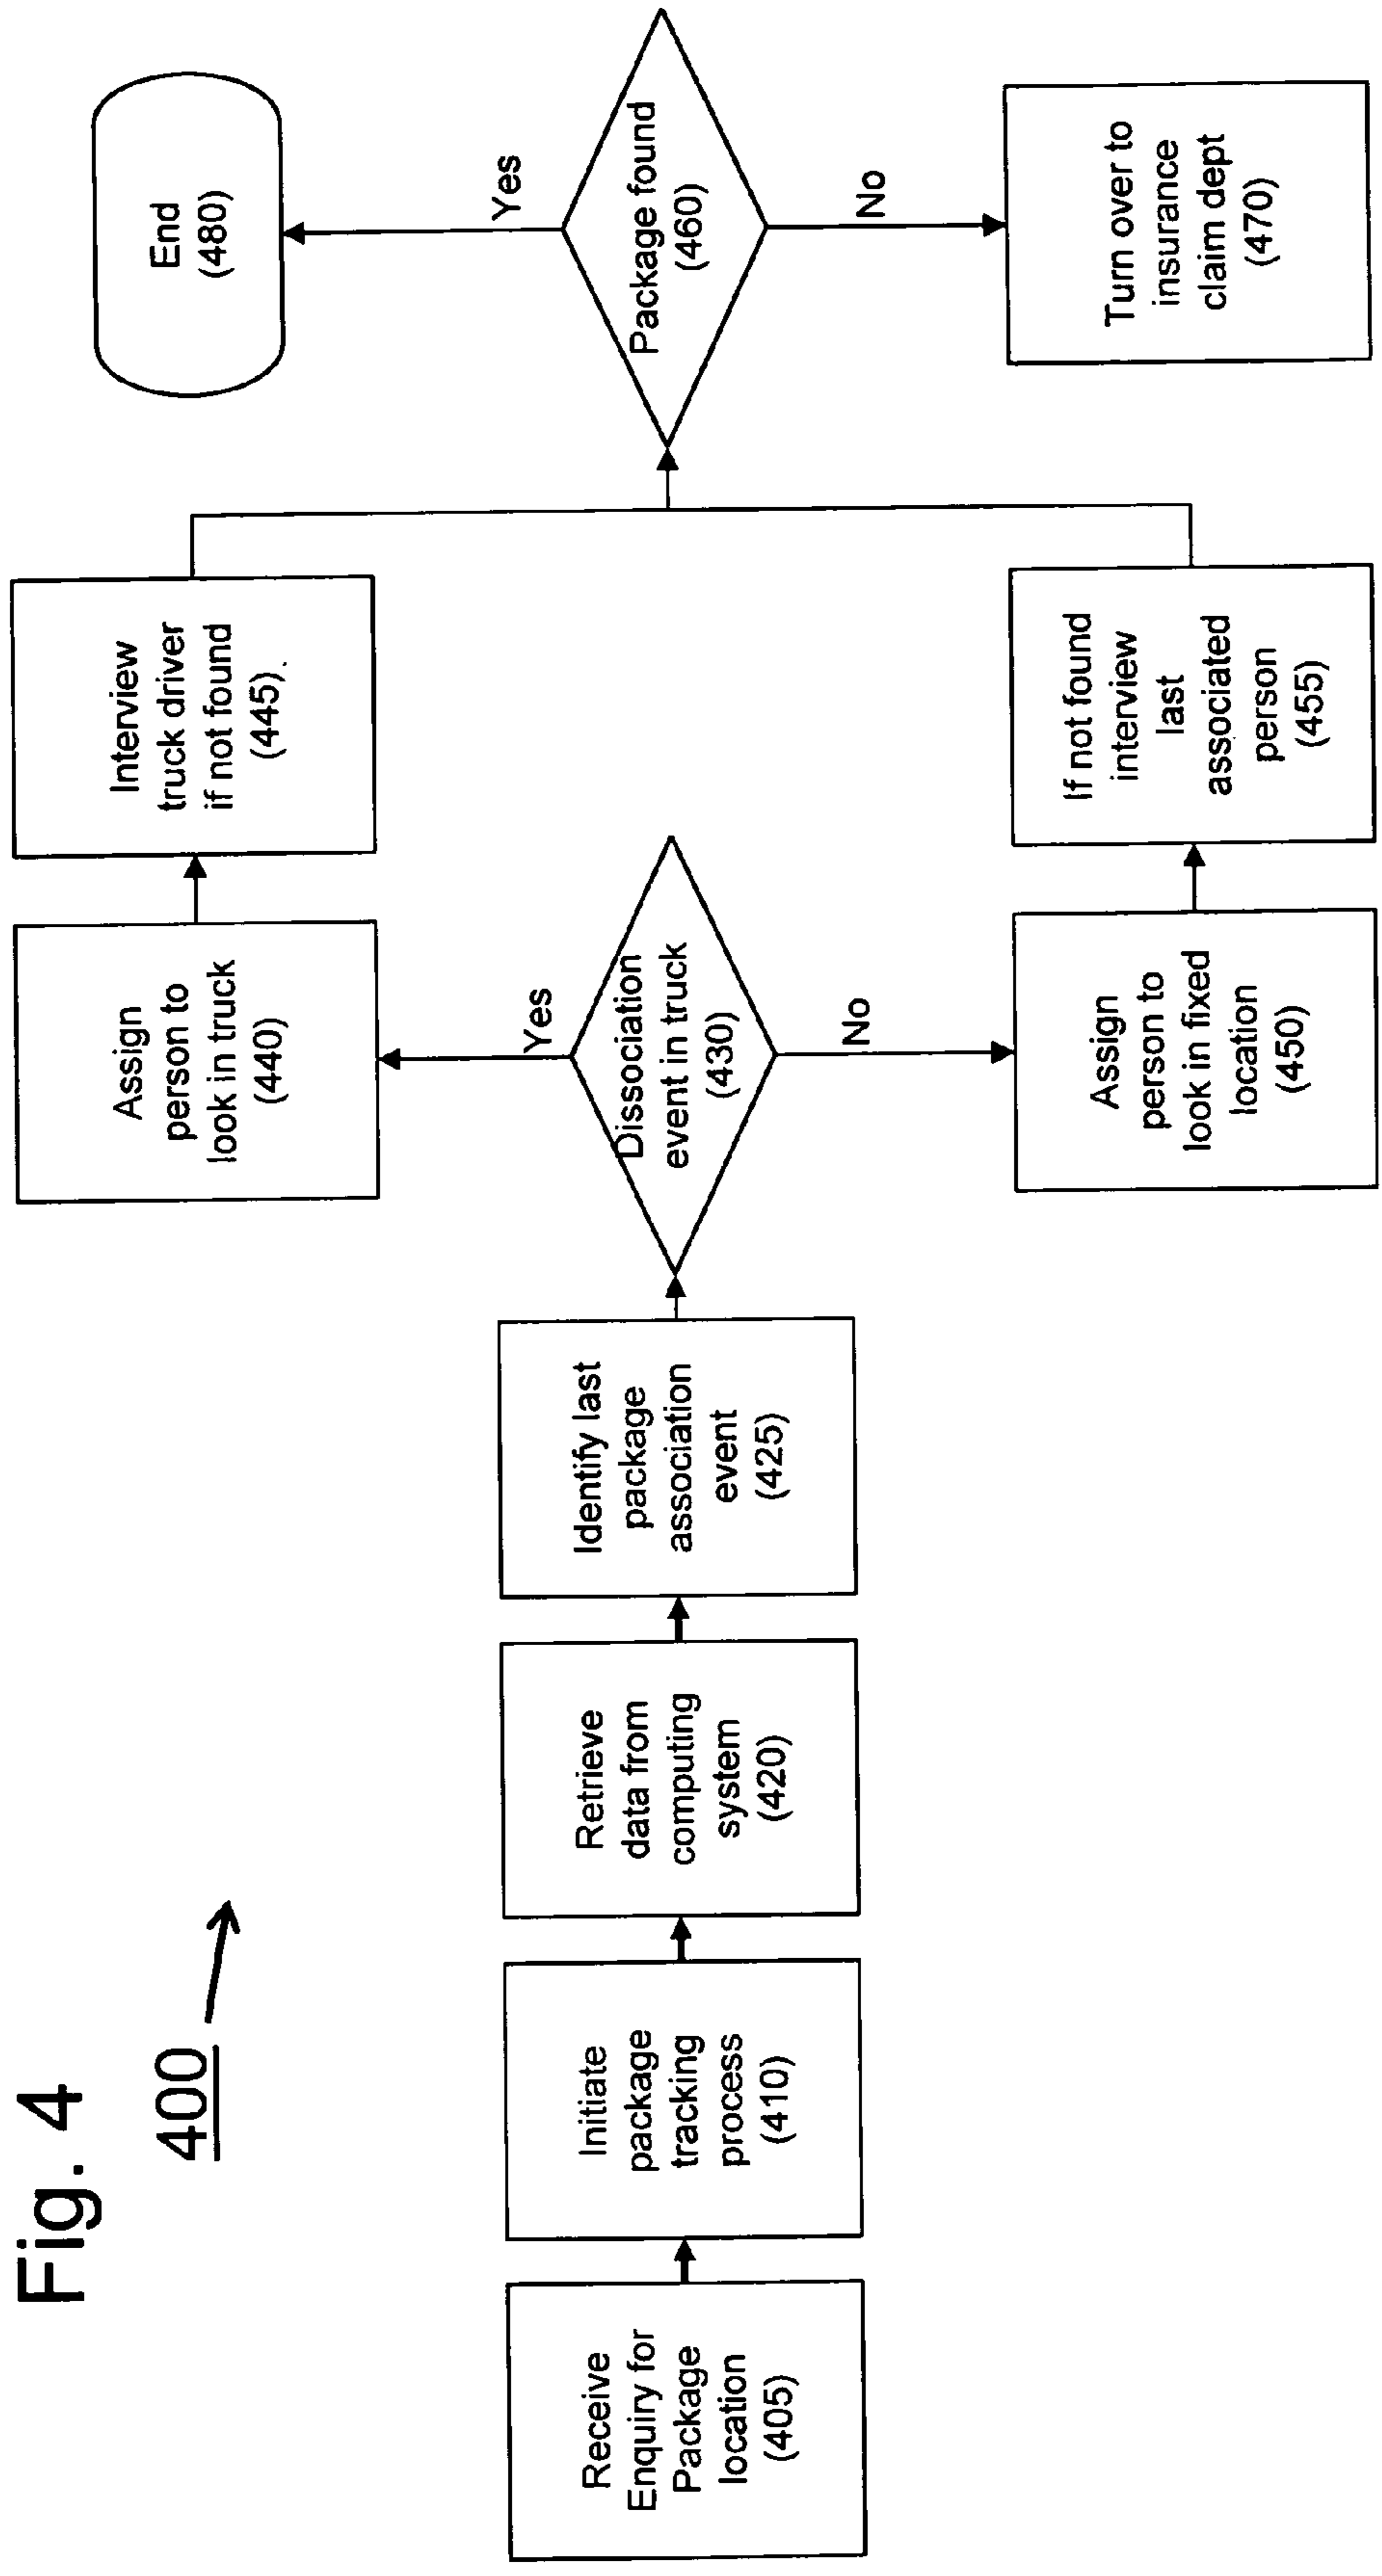 Fig. 4
400
Receive
Enquiry for
Package
location
(405)
Initiate
package
tracking
process
(410)
Retrieve
data from
computing
system
(420)
Identify last
package
association
event
(425)
Dissociation
event in truck
(430)
Yes
No
Assign
person to
look in truck
(440)
Interview
truck driver
if not found
(445)
Assign
person to
look in fixed
location
(450)
If not found
interview
last
associated
person
(455)
Package found
(460)
Yes
No
End
(480)
Turn over to
insurance
claim dept
(470)